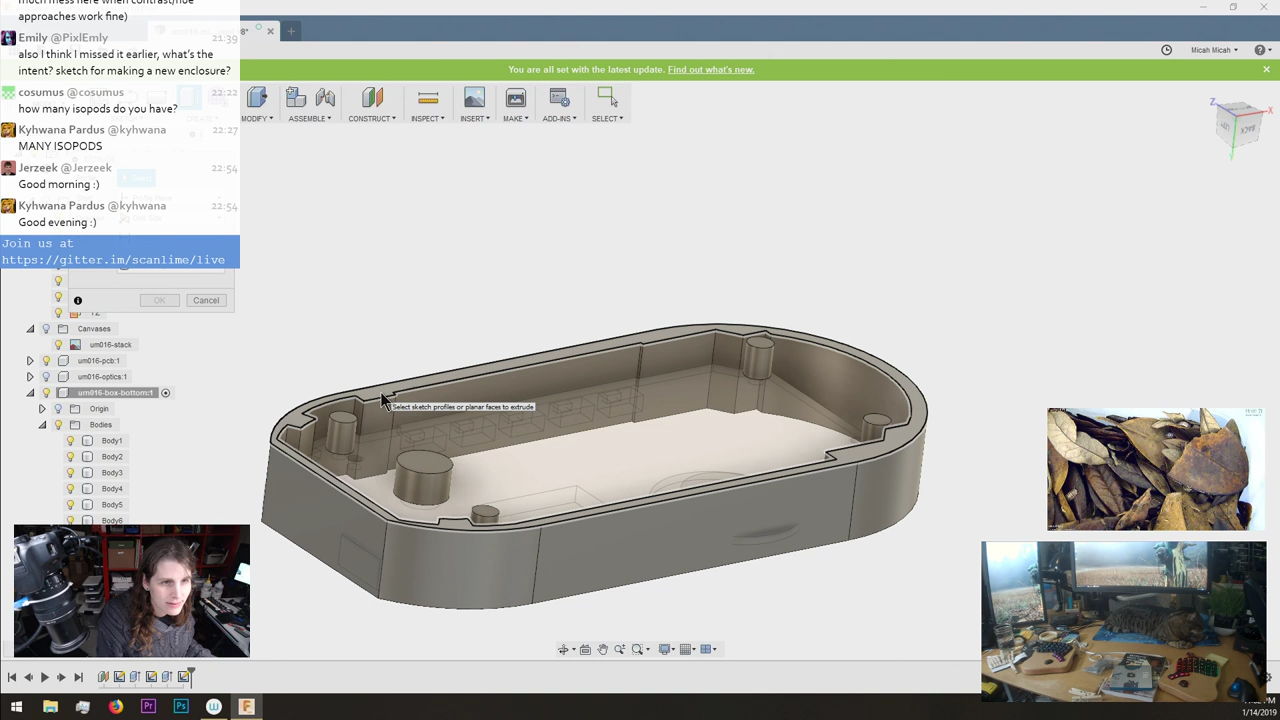 much mess here when contrast/hue
approaches work fine)
Emily @PixlEmly 21:39
also I think I missed it earlier, what's the
intent? sketch for making a new enclosure?
cosumus @cosumus 22:22
how many isopods do you have?
Kyhwana Pardus @kyhwana 22:27
MANY ISOPODS
Jerzeek @Jerzeek 22:54
Good morning :)
Kyhwana Pardus @kyhwana 22:54
Good evening :)
Join us at
https://gitter.im/scanlime/live
Micah Micah
You are all set with the latest update. Find out what's new.
MODIFY ASSEMBLE CONSTRUCT INSPECT INSERT MAKE ADD-INS SELECT
OK Cancel
Canvases
um016-stack
um016-pcb:1
um016-optics:1
um016-box-bottom:1
Origin
Bodies
Body1
Body2
Body3
Body4
Body5
Body6
Select sketch profiles or planar faces to extrude
Z
X
Y
BACK
1/14/2019